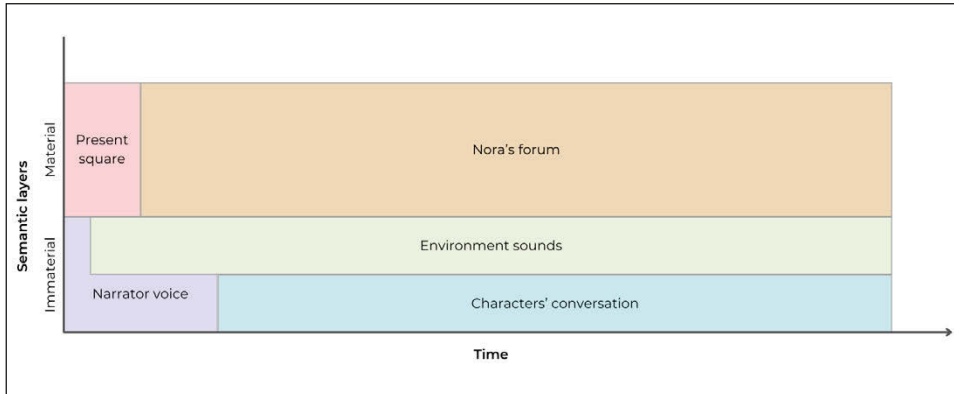 Semantic layers
Material
Immaterial
Present
square
Nora's forum
Environment sounds
Narrator voice
Characters' conversation
Time